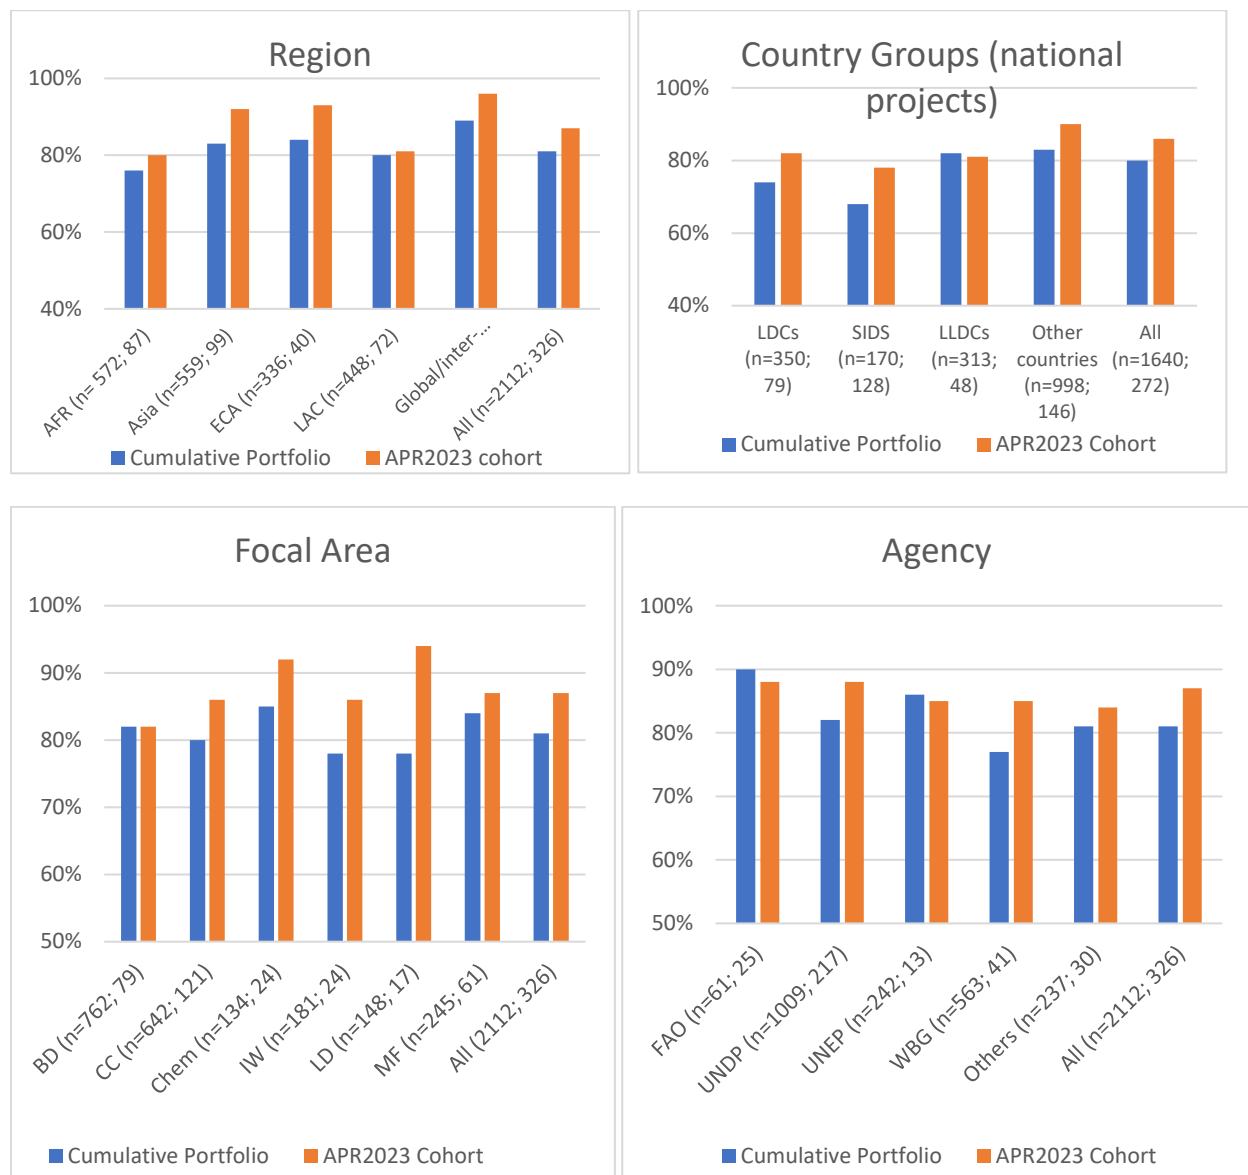 Region
100%
80%
60%
40%
AFR (n= 572; 87)
Asia (n=559; 99)
ECA (n=336; 40)
LAC (n=448; 72)
Global/inter-...
All (n=2112; 326)
Cumulative Portfolio
APR2023 cohort
Country Groups (national
projects)
100%
80%
60%
40%
LDCs
(n=350;
79)
SIDS
(n=170;
128)
LLDCs
(n=313;
48)
Other
countries
(n=998;
146)
All
(n=1640;
272)
Cumulative Portfolio
APR2023 Cohort
Focal Area
100%
90%
80%
70%
60%
50%
BD (n=762; 79)
CC (n=642; 121)
Chem (n=134; 24)
IW (n=181; 24)
LD (n=148; 17)
MF (n=245; 61)
All (2112; 326)
Cumulative Portfolio
APR2023 Cohort
Agency
100%
90%
80%
70%
60%
50%
FAO (n=61; 25)
UNDP (n=1009; 217)
UNEP (n=242; 13)
WBG (n=563; 41)
Others (n=237; 30)
All (n=2112; 326)
Cumulative Portfolio
APR2023 Cohort